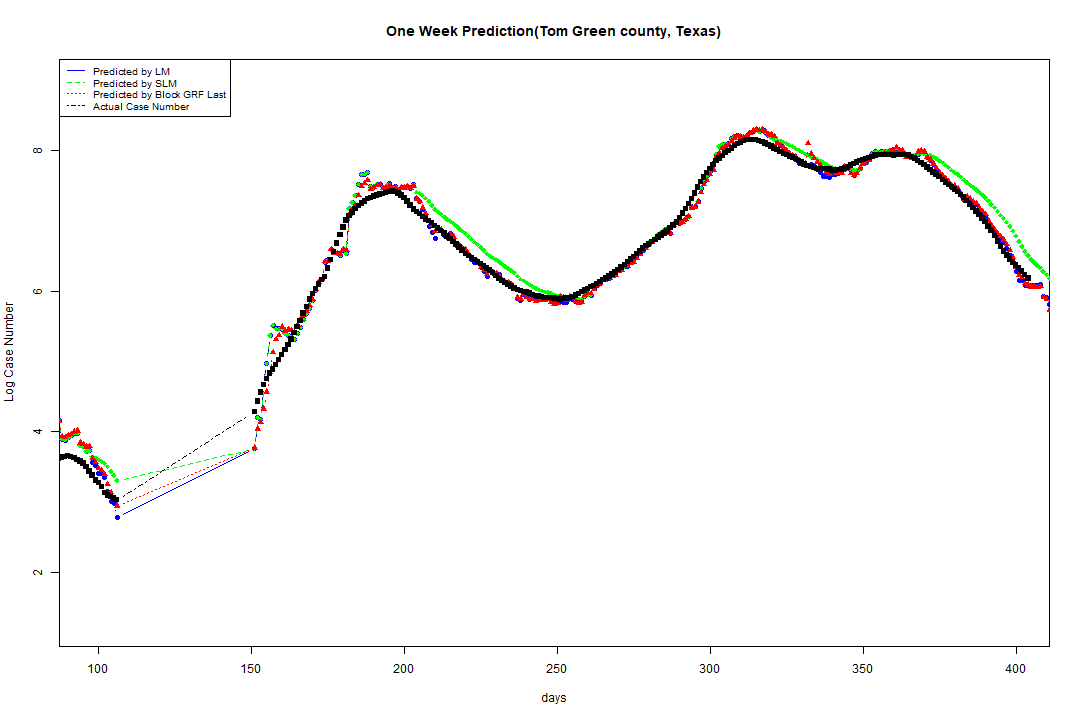 One Week Prediction(Tom Green county, Texas)
Predicted by LM
Predicted by SLM
Predicted by Block GRF Last
Actual Case Number
Log Case Number
8
6
4
2
100 150 200 250 300 350 400
days